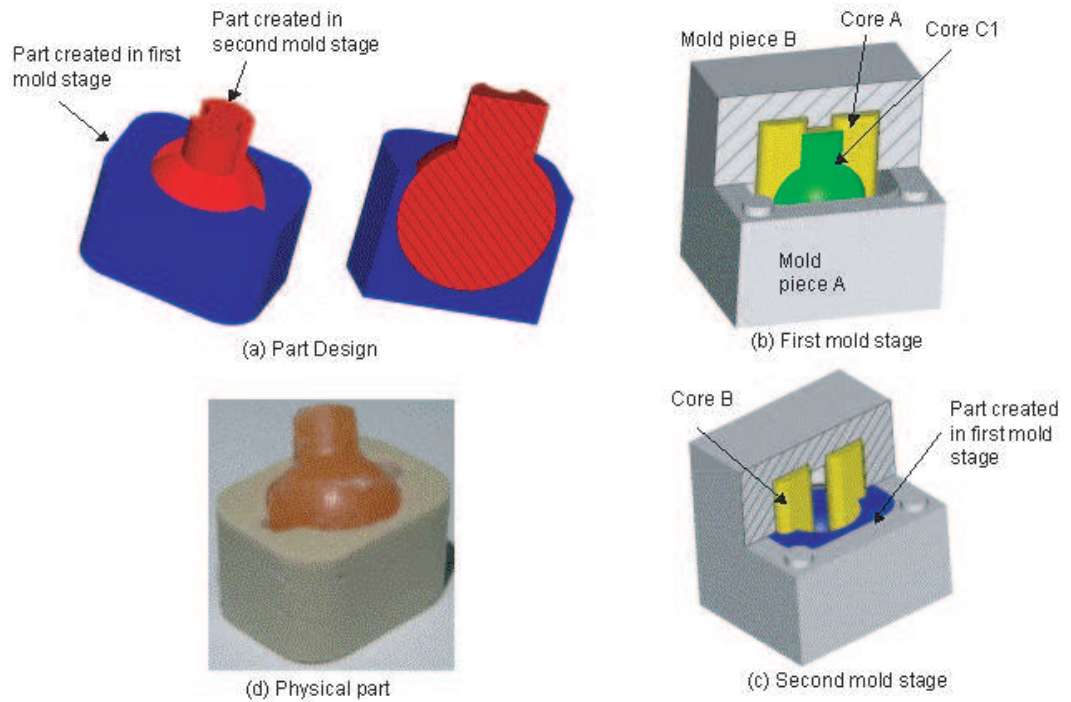 Part created in
second mold stage
Part created in first
mold stage
(a) Part Design
Core A
Core C1
Mold piece B
Mold
piece A
(b) First mold stage
Core B
Part created
in first mold
stage
(c) Second mold stage
(d) Physical part